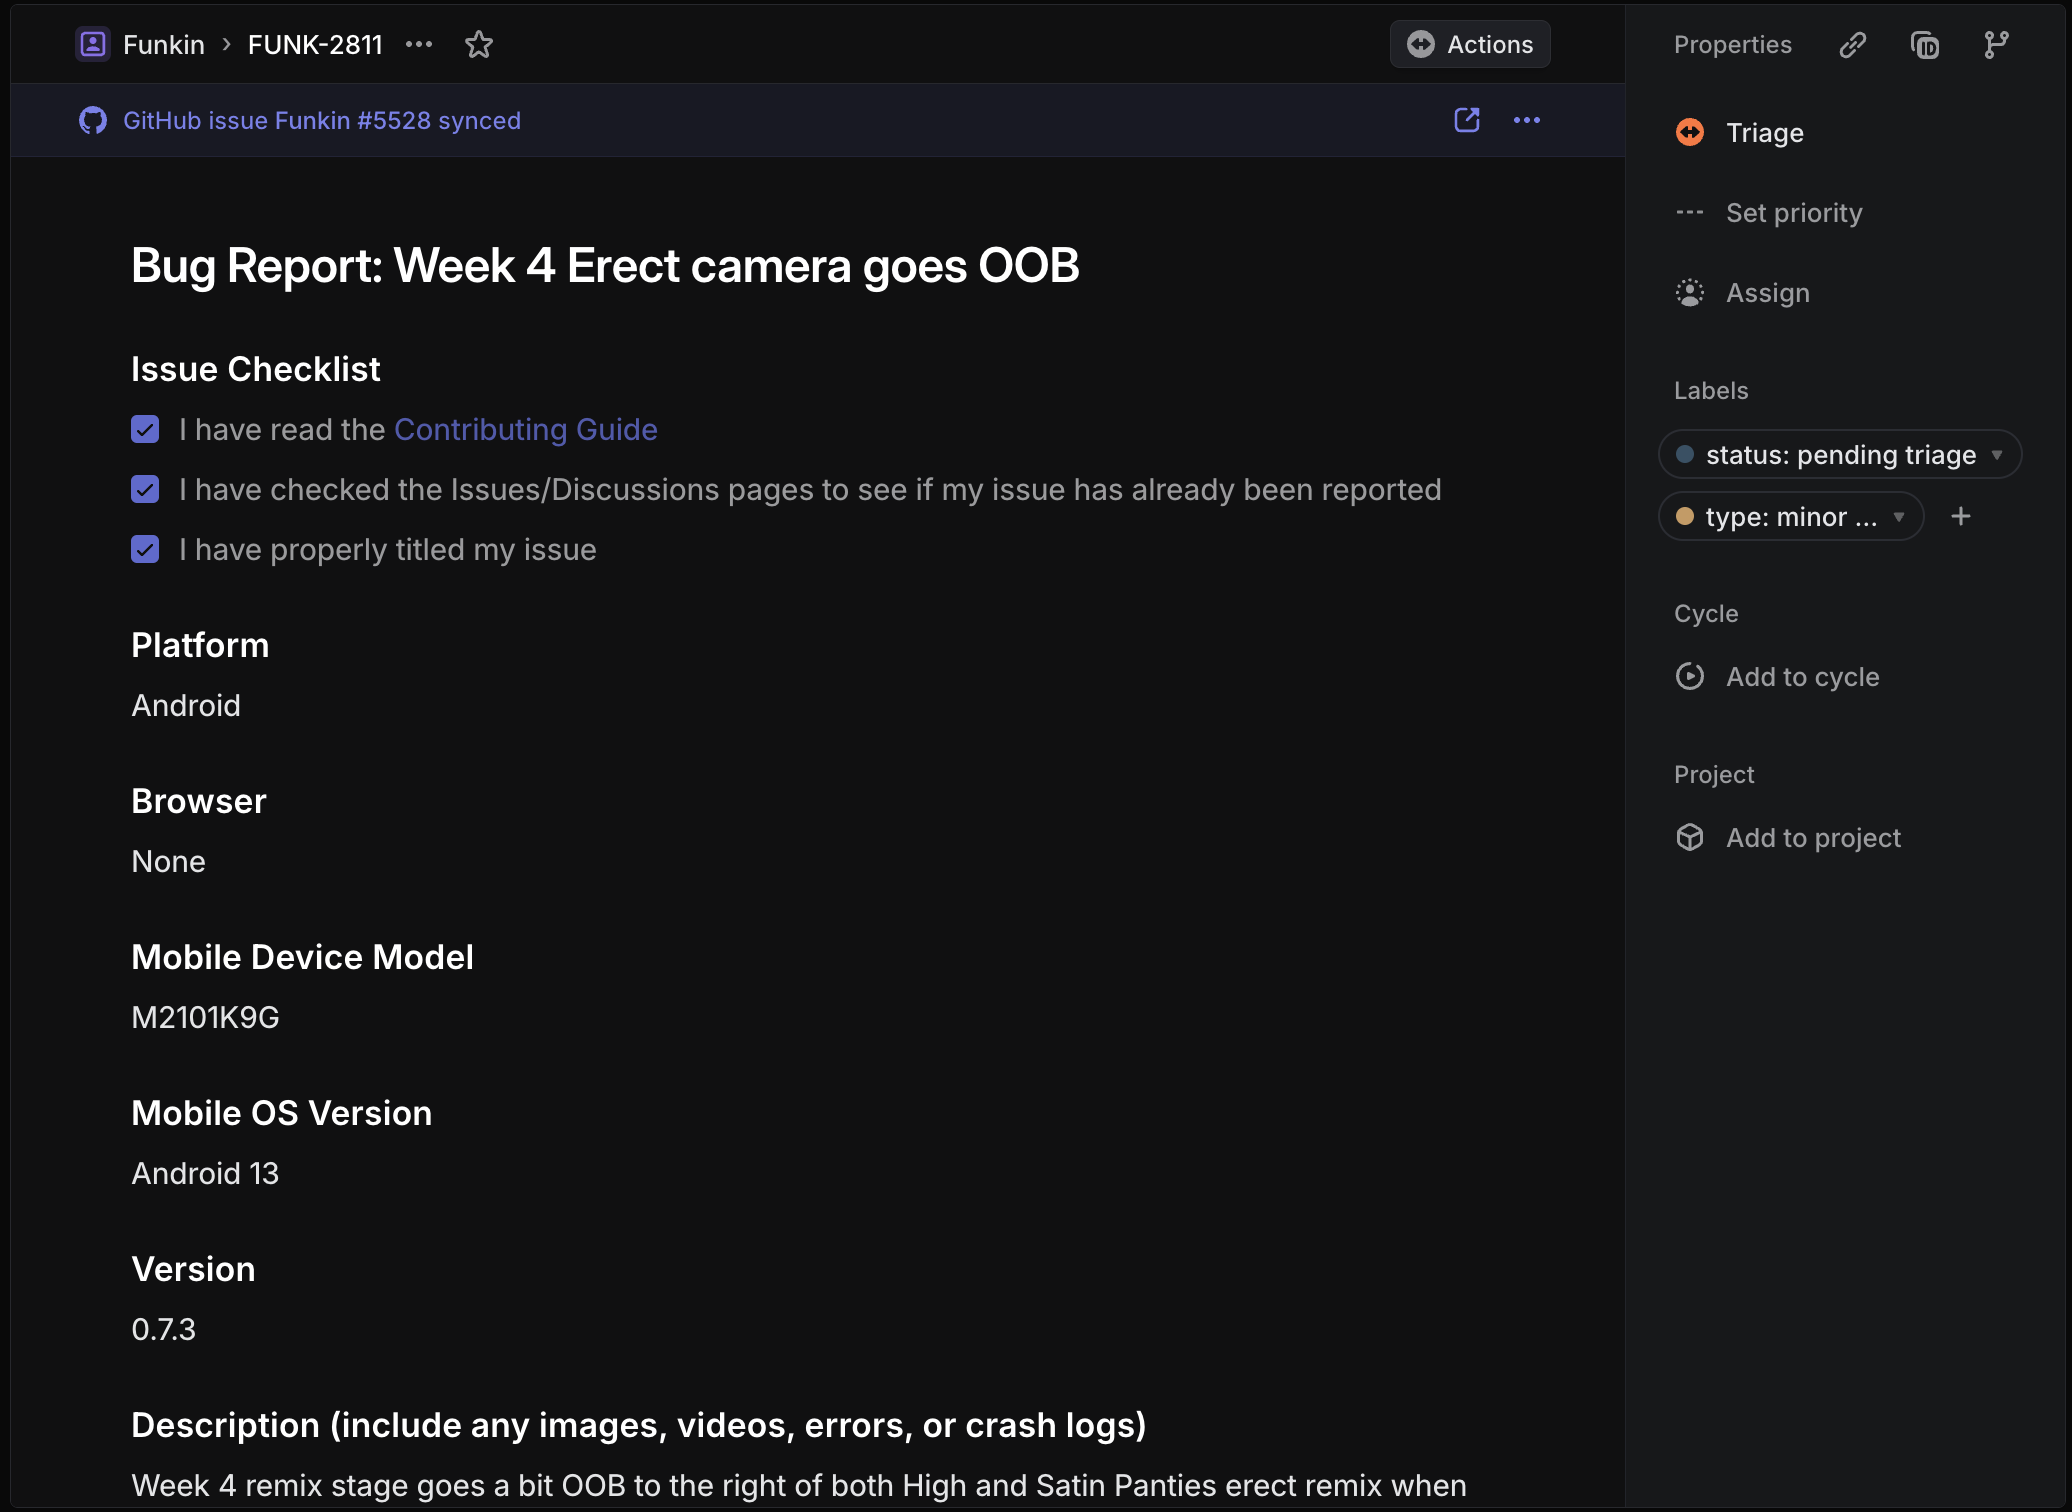 Funkin › FUNK-2811
Actions
GitHub issue Funkin #5528 synced
Bug Report: Week 4 Erect camera goes OOB
Issue Checklist
I have read the Contributing Guide
I have checked the Issues/Discussions pages to see if my issue has already been reported
I have properly titled my issue
Platform
Android
Browser
None
Mobile Device Model
M2101K9G
Mobile OS Version
Android 13
Version
0.7.3
Description (include any images, videos, errors, or crash logs)
Week 4 remix stage goes a bit OOB to the right of both High and Satin Panties erect remix when
Properties
Triage
Set priority
Assign
Labels
status: pending triage
type: minor ...
Cycle
Add to cycle
Project
Add to project